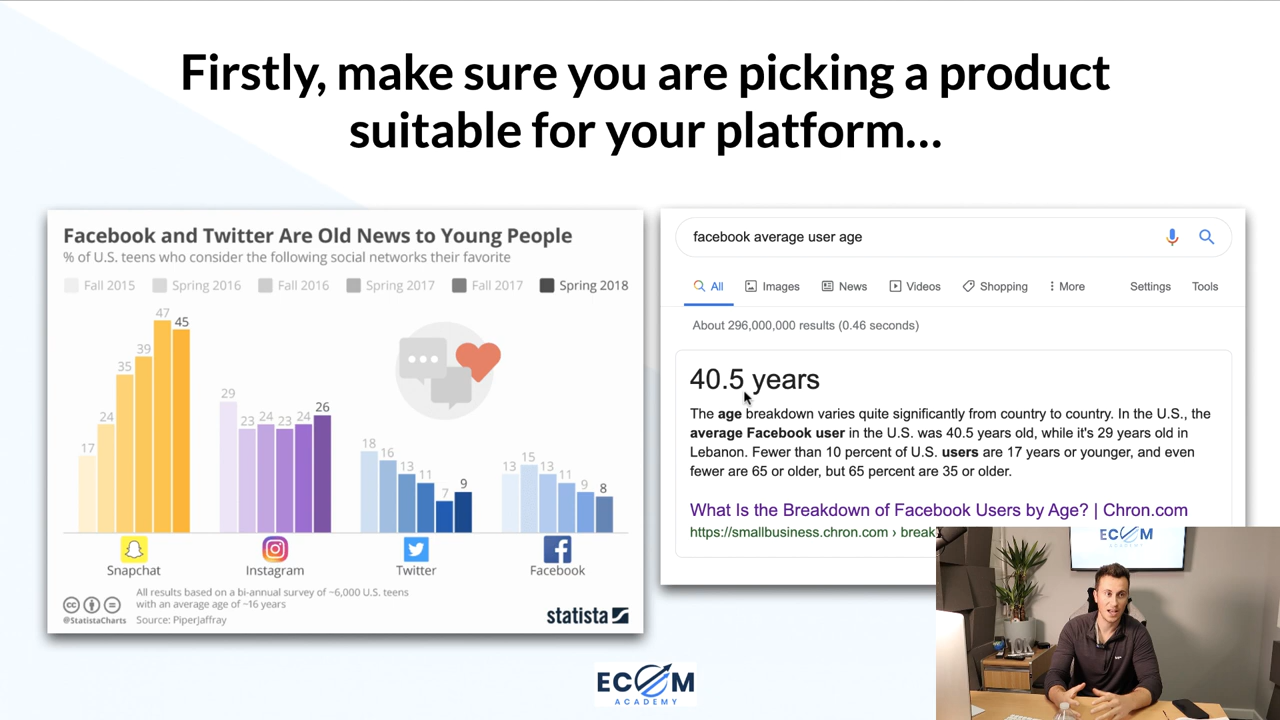 Firstly, make sure you are picking a product
suitable for your platform...
Facebook and Twitter Are Old News to Young People
% of U.S. teens who consider the following social networks their favorite
Fall 2015 Spring 2016 Fall 2016 Spring 2017 Fall 2017 Spring 2018
17 24 35 39 47 45
29 23 24 23 24 26
18 16 13 11 7 9
13 15 13 11 9 8
Snapchat Instagram Twitter Facebook
All results based on a bi-annual survey of ~6,000 U.S. teens
with an average age of ~16 years
@StatistaCharts Source: PiperJaffray
statista
facebook average user age
All Images News Videos Shopping More Settings Tools
About 296,000,000 results (0.46 seconds)
40.5 years
The age breakdown varies quite significantly from country to country. In the U.S., the
average Facebook user in the U.S. was 40.5 years old, while it's 29 years old in
Lebanon. Fewer than 10 percent of U.S. users are 17 years or younger, and even
fewer are 65 or older, but 65 percent are 35 or older.
What Is the Breakdown of Facebook Users by Age? | Chron.com
https://smallbusiness.chron.com › break
ECOM
ACADEMY
ECOM
ACADEMY